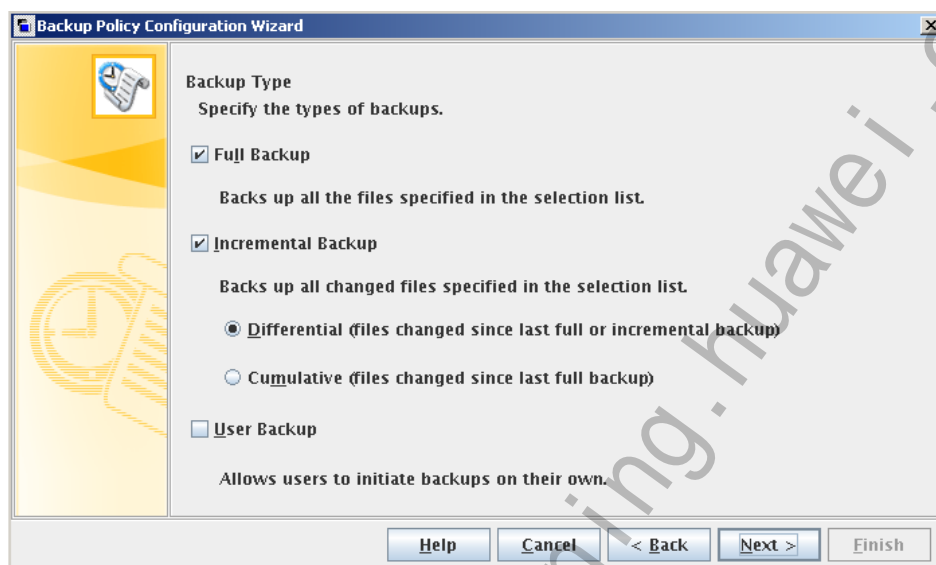 Backup Policy Configuration Wizard
Backup Type
Specify the types of backups.
Full Backup
Backs up all the files specified in the selection list.
Incremental Backup
Backs up all changed files specified in the selection list.
Differential (files changed since last full or incremental backup)
Cumulative (files changed since last full backup)
User Backup
Allows users to initiate backups on their own.
Help Cancel < Back Next > Finish
ning.huawei.